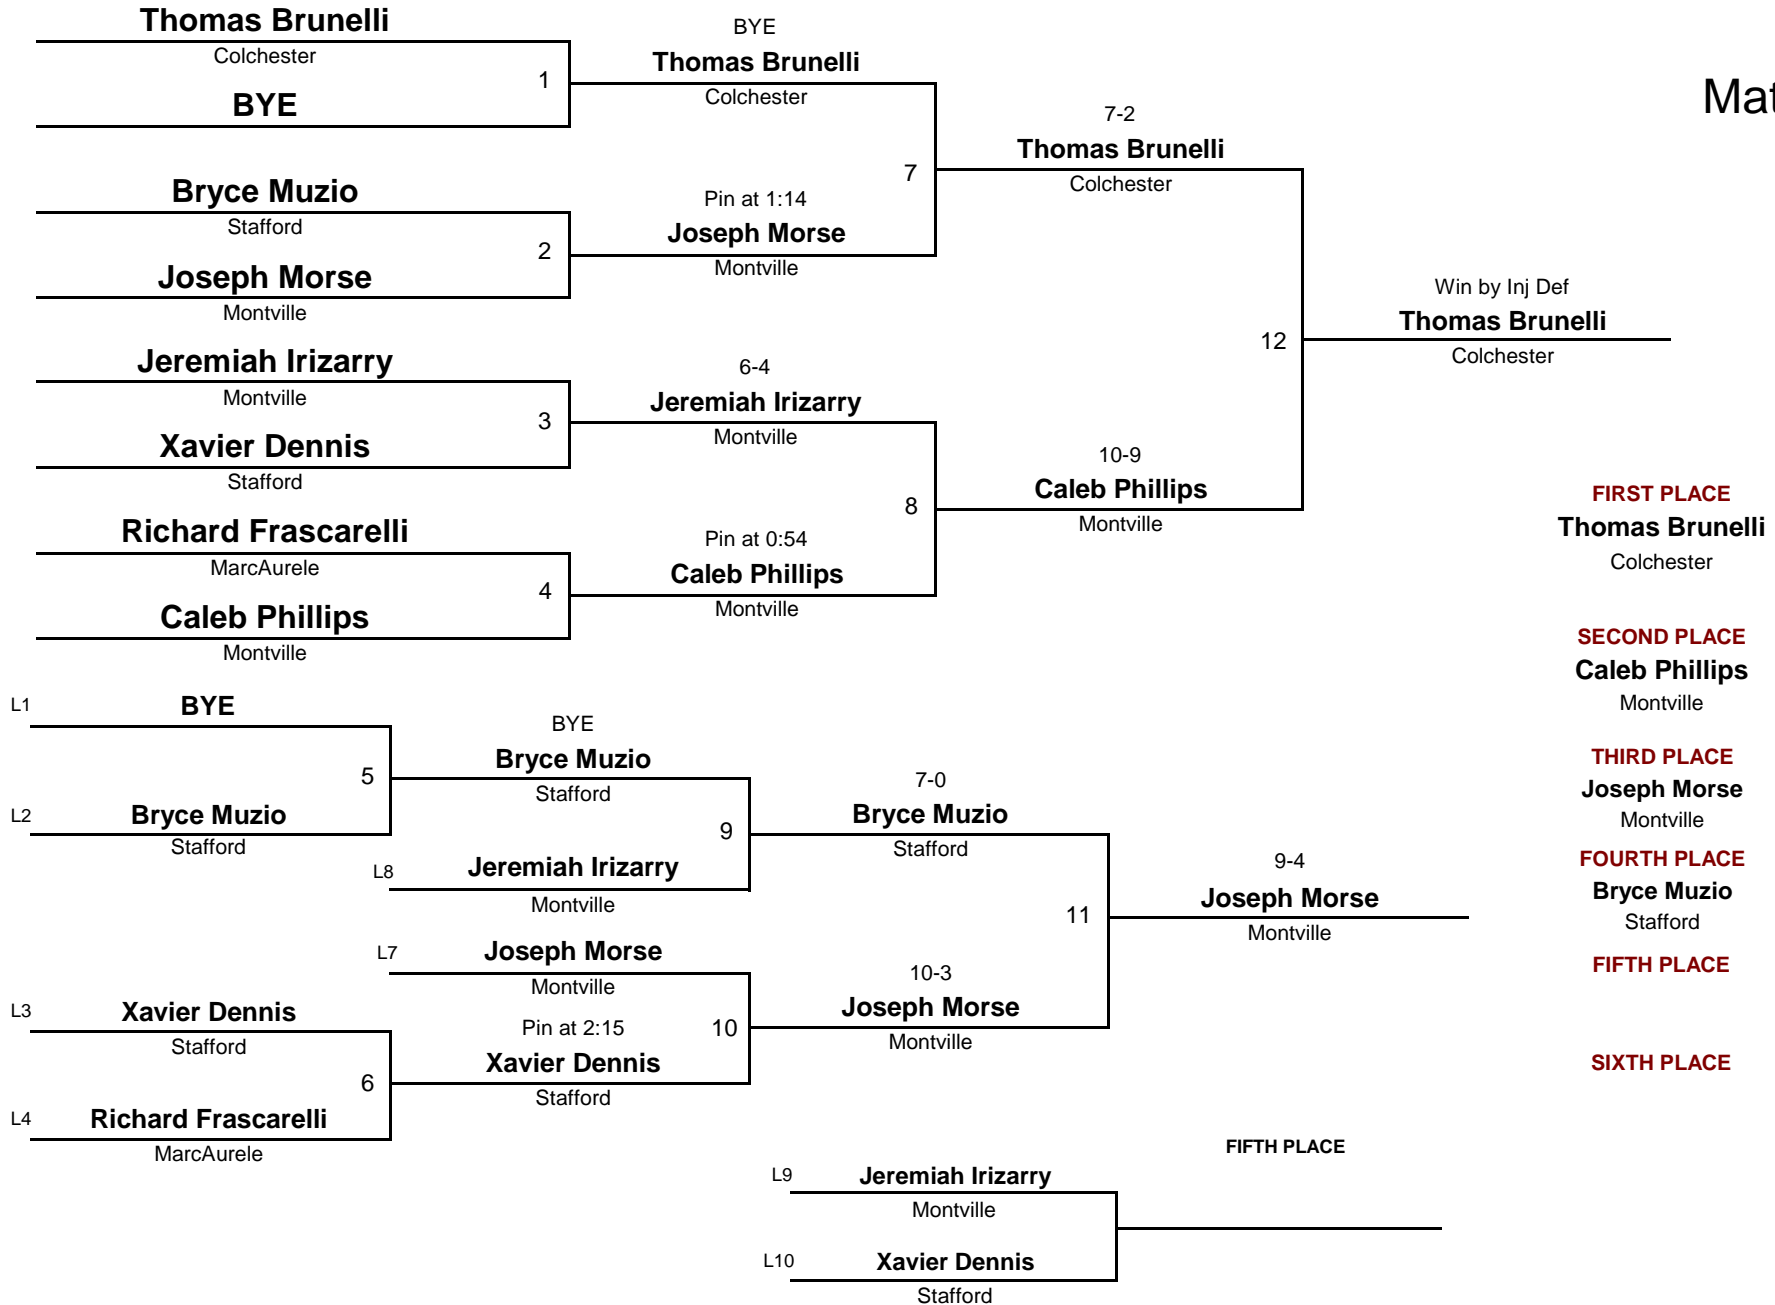 Thomas Brunelli
Colchester
1
BYE
BYE
Thomas Brunelli
Colchester
Bryce Muzio
Stafford
2
Joseph Morse
Montville
Pin at 1:14
Joseph Morse
Montville
7
7-2
Thomas Brunelli
Colchester
Jeremiah Irizarry
Montville
3
Xavier Dennis
Stafford
6-4
Jeremiah Irizarry
Montville
Richard Frascarelli
MarcAurele
4
Caleb Phillips
Montville
Pin at 0:54
Caleb Phillips
Montville
8
10-9
Caleb Phillips
Montville
12
Win by Inj Def
Thomas Brunelli
Colchester
FIRST PLACE
Thomas Brunelli
Colchester
SECOND PLACE
Caleb Phillips
Montville
THIRD PLACE
Joseph Morse
Montville
FOURTH PLACE
Bryce Muzio
Stafford
FIFTH PLACE
SIXTH PLACE
L1
BYE
5
L2
Bryce Muzio
Stafford
BYE
Bryce Muzio
Stafford
9
L8
Jeremiah Irizarry
Montville
7-0
Bryce Muzio
Stafford
L7
Joseph Morse
Montville
L3
Xavier Dennis
Stafford
6
L4
Richard Frascarelli
MarcAurele
Pin at 2:15
Xavier Dennis
Stafford
10
10-3
Joseph Morse
Montville
11
9-4
Joseph Morse
Montville
FIFTH PLACE
L9
Jeremiah Irizarry
Montville
L10
Xavier Dennis
Stafford